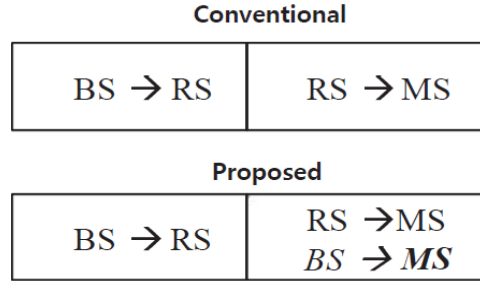 Conventional
BS → RS RS → MS
Proposed
BS → RS
RS → MS
BS → MS